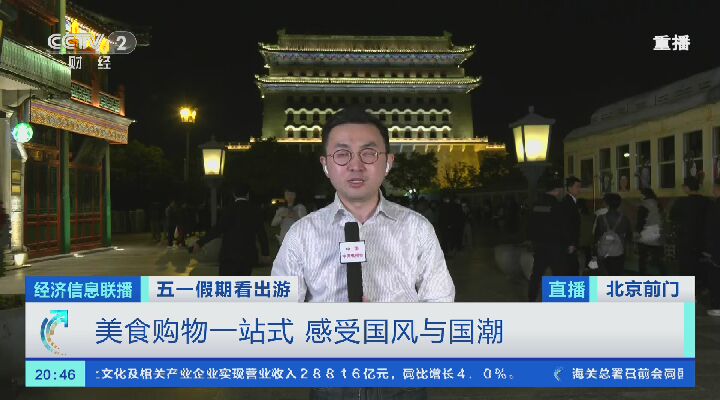 CCTV 2
财经
重播
经济信息联播 五一假期看出游
直播 北京前门
美食购物一站式 感受国风与国潮
20:46 上文化及相关产业企业实现营业收入28816亿元，同比增长4.0%。 海关总署日前会同